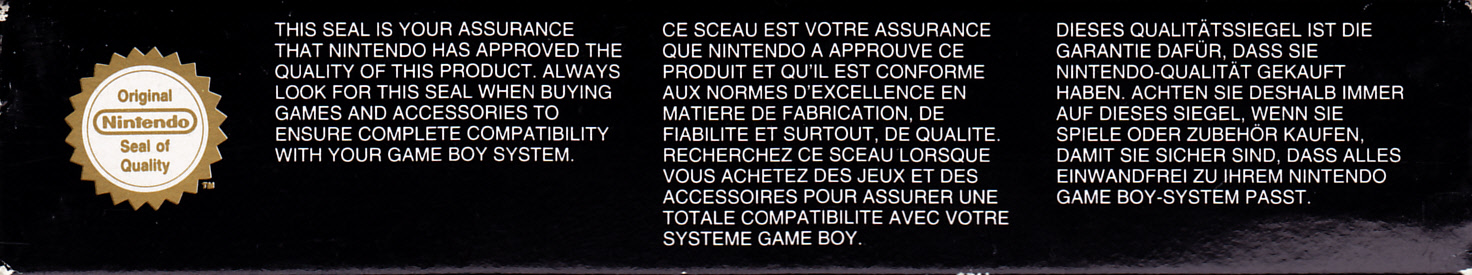 Original
Nintendo
Seal of
Quality
TM
THIS SEAL IS YOUR ASSURANCE
THAT NINTENDO HAS APPROVED THE
QUALITY OF THIS PRODUCT. ALWAYS
LOOK FOR THIS SEAL WHEN BUYING
GAMES AND ACCESSORIES TO
ENSURE COMPLETE COMPATIBILITY
WITH YOUR GAME BOY SYSTEM.
CE SCEAU EST VOTRE ASSURANCE
QUE NINTENDO A APPROUVE CE
PRODUIT ET QU'IL EST CONFORME
AUX NORMES D'EXCELLENCE EN
MATIERE DE FABRICATION, DE
FIABILITE ET SURTOUT, DE QUALITE.
RECHERCHEZ CE SCEAU LORSQUE
VOUS ACHETEZ DES JEUX ET DES
ACCESSOIRES POUR ASSURER UNE
TOTALE COMPATIBILITE AVEC VOTRE
SYSTEME GAME BOY.
DIESES QUALITÄTSSIEGEL IST DIE
GARANTIE DAFÜR, DASS SIE
NINTENDO-QUALITÄT GEKAUFT
HABEN. ACHTEN SIE DESHALB IMMER
AUF DIESES SIEGEL, WENN SIE
SPIELE ODER ZUBEHÖR KAUFEN,
DAMIT SIE SICHER SIND, DASS ALLES
EINWANDFREI ZU IHREM NINTENDO
GAME BOY-SYSTEM PASST.